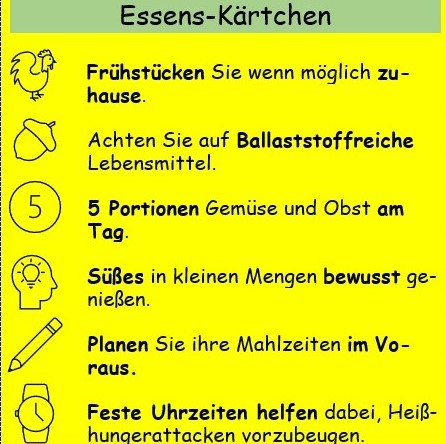 Essens-Kärtchen
Frühstücken Sie wenn möglich zu-
hause.
Achten Sie auf Ballaststoffreiche
Lebensmittel.
5
5 Portionen Gemüse und Obst am
Tag.
Süßes in kleinen Mengen bewusst ge-
nießen.
Planen Sie ihre Mahlzeiten im Vo-
raus.
Feste Uhrzeiten helfen dabei, Heiß-
hungerattacken vorzubeugen.